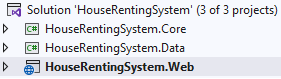 Solution 'HouseRentingSystem' (3 of 3 projects)
C# HouseRentingSystem.Core
C# HouseRentingSystem.Data
HouseRentingSystem.Web